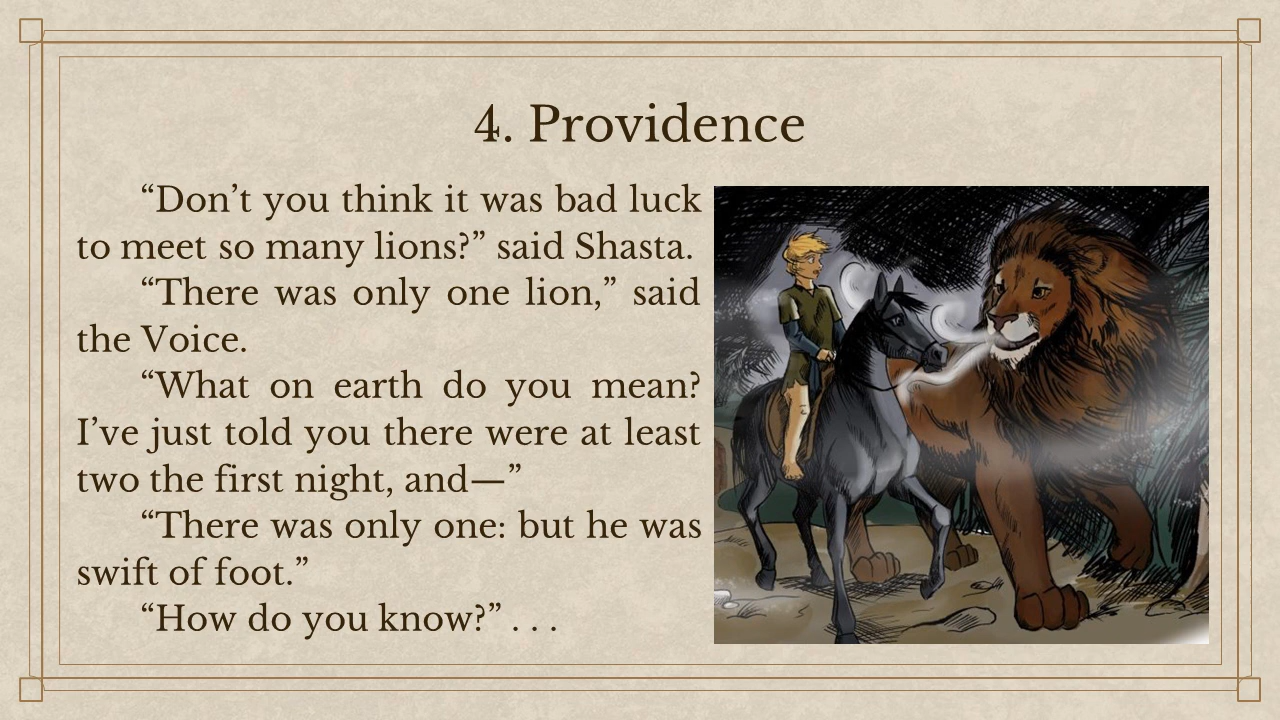 4. Providence
“Don’t you think it was bad luck
to meet so many lions?” said Shasta.
“There was only one lion,” said
the Voice.
“What on earth do you mean?
I’ve just told you there were at least
two the first night, and—”
“There was only one: but he was
swift of foot.”
“How do you know?” . . .